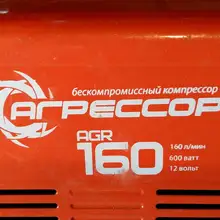 бескомпромиссный компрессор
АГРЕССОР
AGR
160
160 л/мин
600 ватт
12 вольт